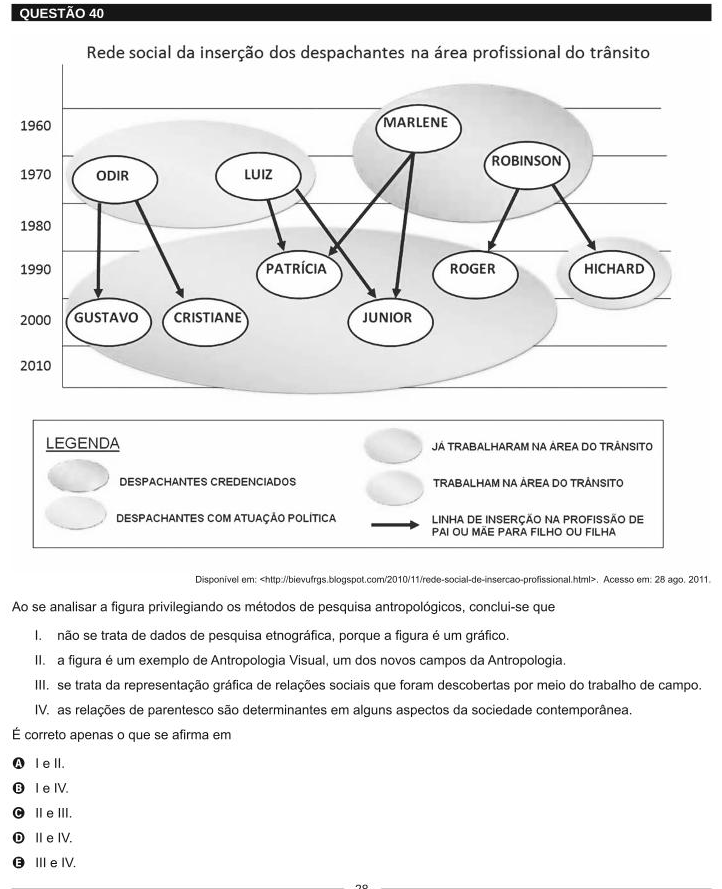 QUESTÃO 40
Rede social da inserção dos despachantes na área profissional do trânsito
1960
MARLENE
ROBINSON
1970
ODIR
LUIZ
1980
1990
PATRÍCIA
ROGER
HICHARD
2000
GUSTAVO
CRISTIANE
JUNIOR
2010
LEGENDA
DESPACHANTES CREDENCIADOS
DESPACHANTES COM ATUAÇÃO POLÍTICA
JÁ TRABALHARAM NA ÁREA DO TRÂNSITO
TRABALHAM NA ÁREA DO TRÂNSITO
LINHA DE INSERÇÃO NA PROFISSÃO DE
PAI OU MÃE PARA FILHO OU FILHA
Disponível em: <http://bievufrgs.blogspot.com/2010/11/rede-social-de-insercao-profissional.html>. Acesso em: 28 ago. 2011.
Ao se analisar a figura privilegiando os métodos de pesquisa antropológicos, conclui-se que
I. não se trata de dados de pesquisa etnográfica, porque a figura é um gráfico.
II. a figura é um exemplo de Antropologia Visual, um dos novos campos da Antropologia.
III. se trata da representação gráfica de relações sociais que foram descobertas por meio do trabalho de campo.
IV. as relações de parentesco são determinantes em alguns aspectos da sociedade contemporânea.
É correto apenas o que se afirma em
A I e II.
B I e IV.
C II e III.
D II e IV.
E III e IV.
28